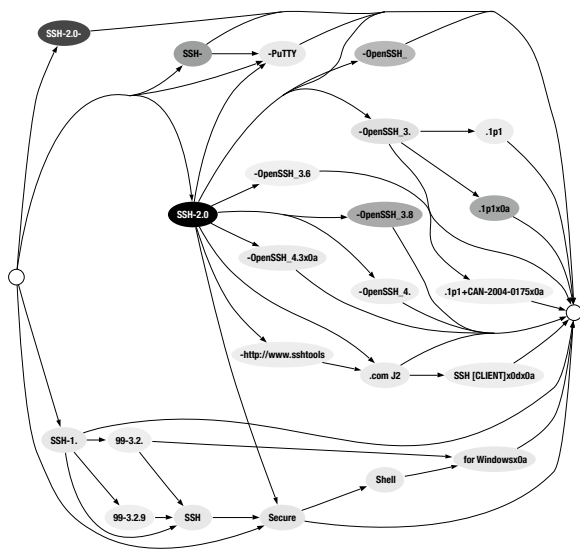 SSH-2.0-
SSH-
-PuTTY
-OpenSSH_
-OpenSSH_3.
.1p1
-OpenSSH_3.6
SSH-2.0
-OpenSSH_3.8
.1p1x0a
-OpenSSH_4.3x0a
-OpenSSH_4.
.1p1+CAN-2004-0175x0a
-http://www.sshtools
.com J2
SSH [CLIENT]x0dx0a
SSH-1.
99-3.2.
for Windowsx0a
Shell
99-3.2.9
SSH
Secure